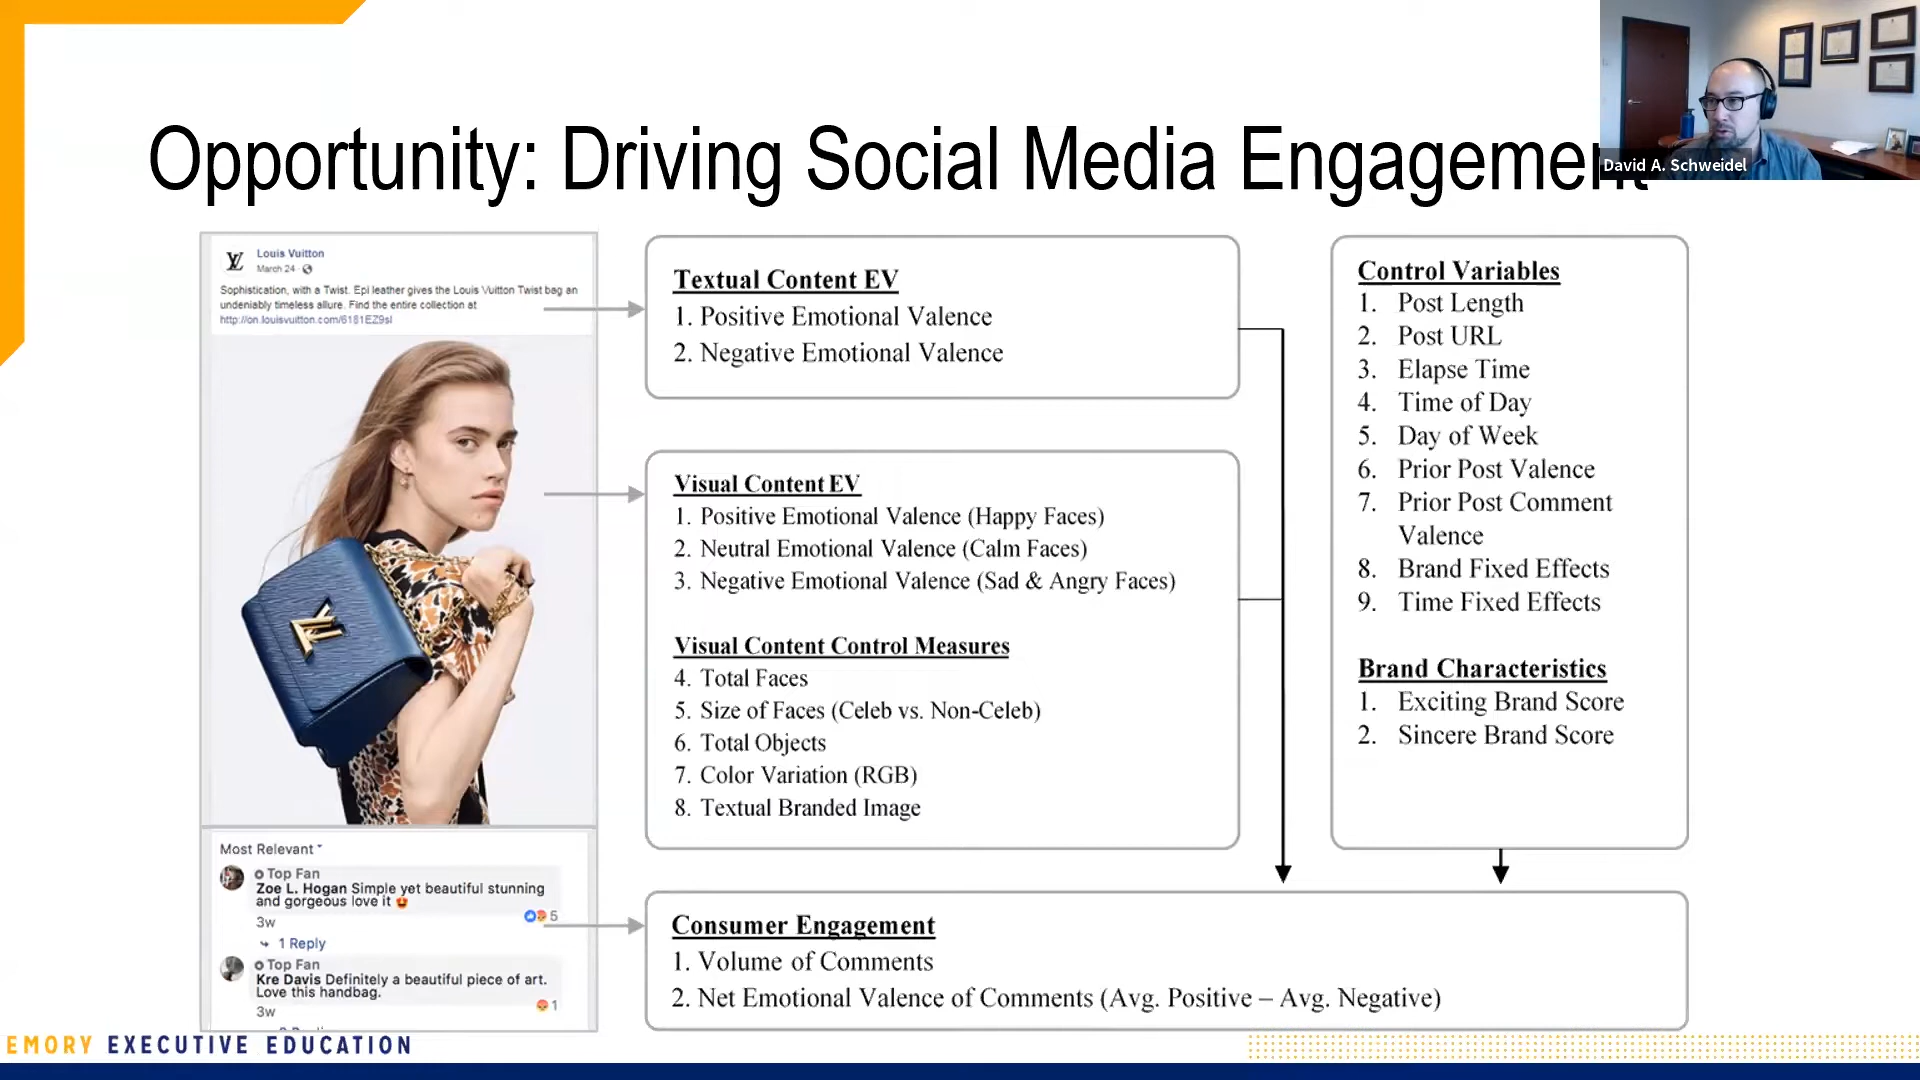 Opportunity: Driving Social Media Engagement
David A. Schweidel
Louis Vuitton
March 24
Sophistication, with a Twist. Epi leather gives the Louis Vuitton Twist bag an
undeniably timeless allure. Find the entire collection at
http://on.louisvuitton.com/6181EZ9sl
Textual Content EV
1. Positive Emotional Valence
2. Negative Emotional Valence
Visual Content EV
1. Positive Emotional Valence (Happy Faces)
2. Neutral Emotional Valence (Calm Faces)
3. Negative Emotional Valence (Sad & Angry Faces)
Visual Content Control Measures
4. Total Faces
5. Size of Faces (Celeb vs. Non-Celeb)
6. Total Objects
7. Color Variation (RGB)
8. Textual Branded Image
Control Variables
1. Post Length
2. Post URL
3. Elapse Time
4. Time of Day
5. Day of Week
6. Prior Post Valence
7. Prior Post Comment
Valence
8. Brand Fixed Effects
9. Time Fixed Effects
Brand Characteristics
1. Exciting Brand Score
2. Sincere Brand Score
Most Relevant
Top Fan
Zoe L. Hogan Simple yet beautiful stunning
and gorgeous love it
5
3w
1 Reply
Top Fan
Kre Davis Definitely a beautiful piece of art.
Love this handbag.
1
3w
Consumer Engagement
1. Volume of Comments
2. Net Emotional Valence of Comments (Avg. Positive – Avg. Negative)
EMORY EXECUTIVE EDUCATION